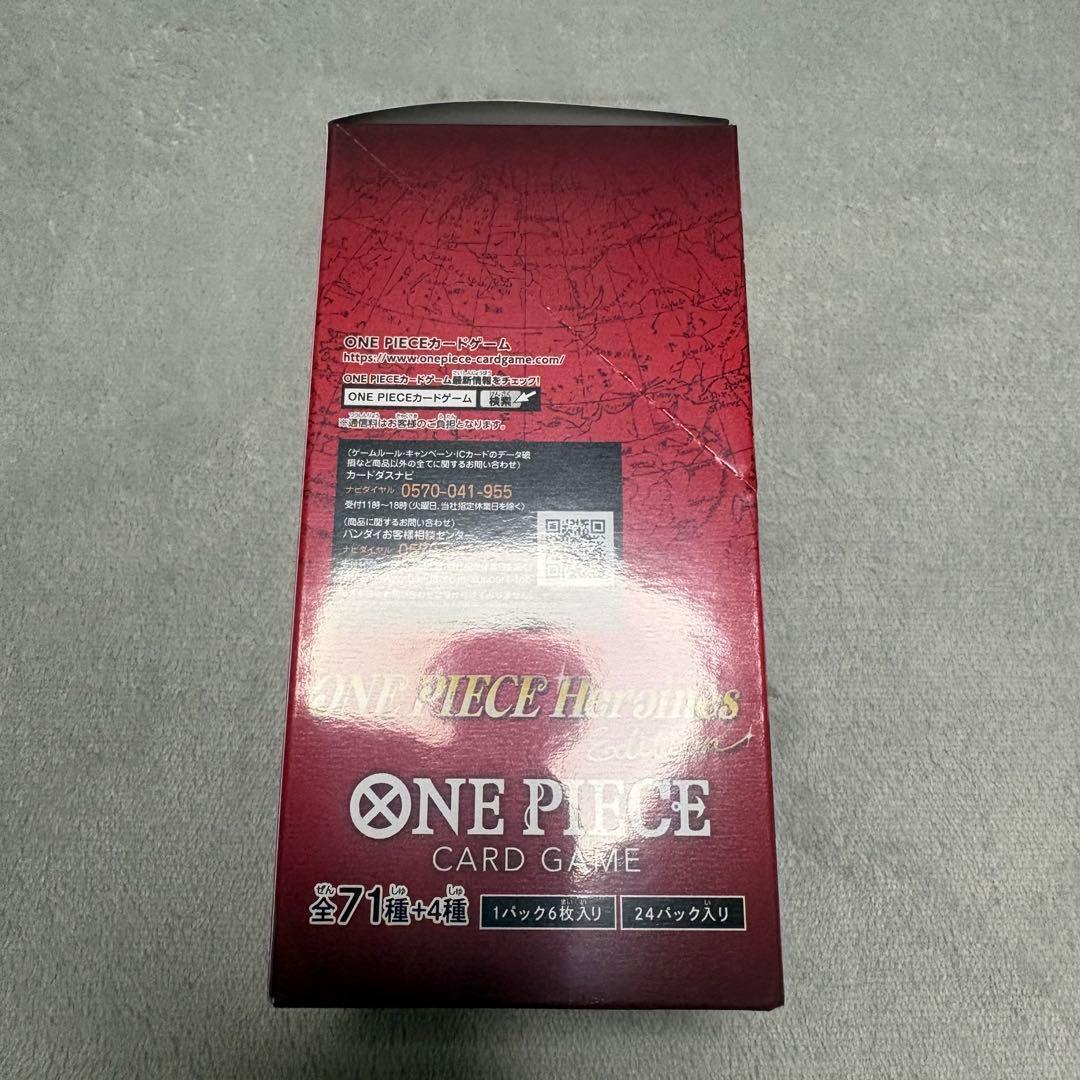 ONE PIECEカードゲーム
https://www.onepiece-cardgame.com/
ONE PIECEカードゲーム最新情報をチェック!
ONE PIECEカードゲーム 検索
※通信料はお客様のご負担となります。
(ゲームルール・キャンペーン・ICカードのデータ破
損など商品以外の全てに関するお問い合わせ)
カードダスナビ
ナビダイヤル 0570-041-955
受付11時~18時(火曜日、当社指定休業日を除く)
(商品に関するお問い合わせ)
バンダイお客様相談センター
ナビダイヤル
ONE PIECE Heroines
Edition
ONE PIECE
CARD GAME
全71種+4種 1パック6枚入り 24パック入り